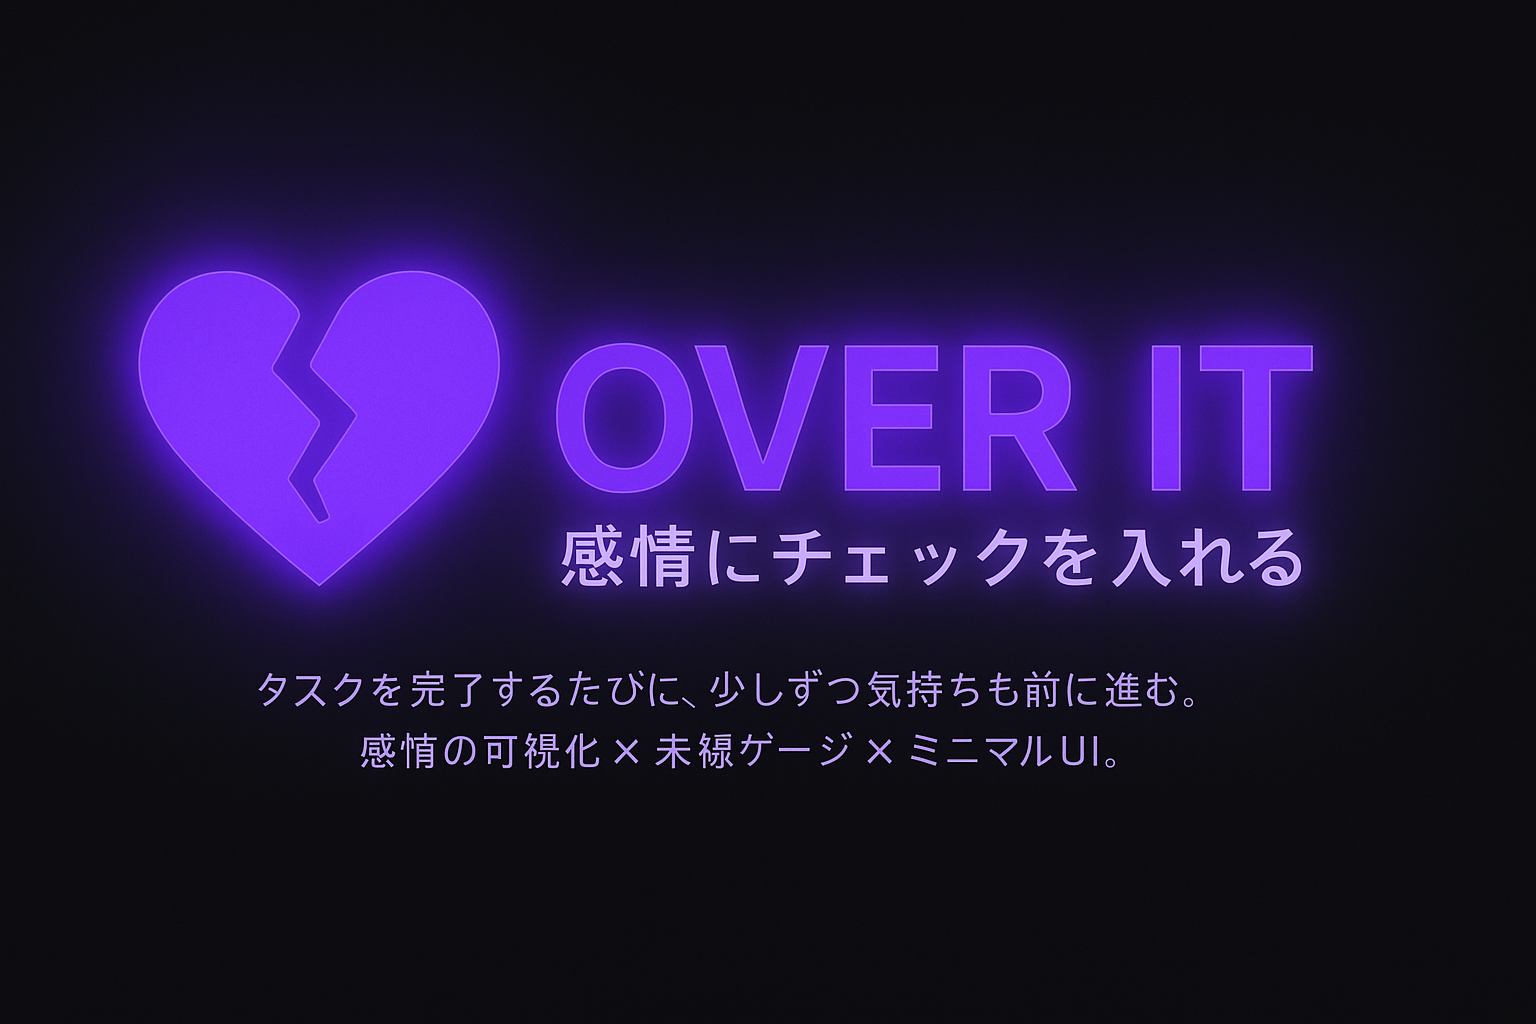 OVER IT
感情にチェックを入れる
タスクを完了するたびに、少しずつ気持ちも前に進む。
感情の可視化 × 未練ゲージ × ミニマルUI。